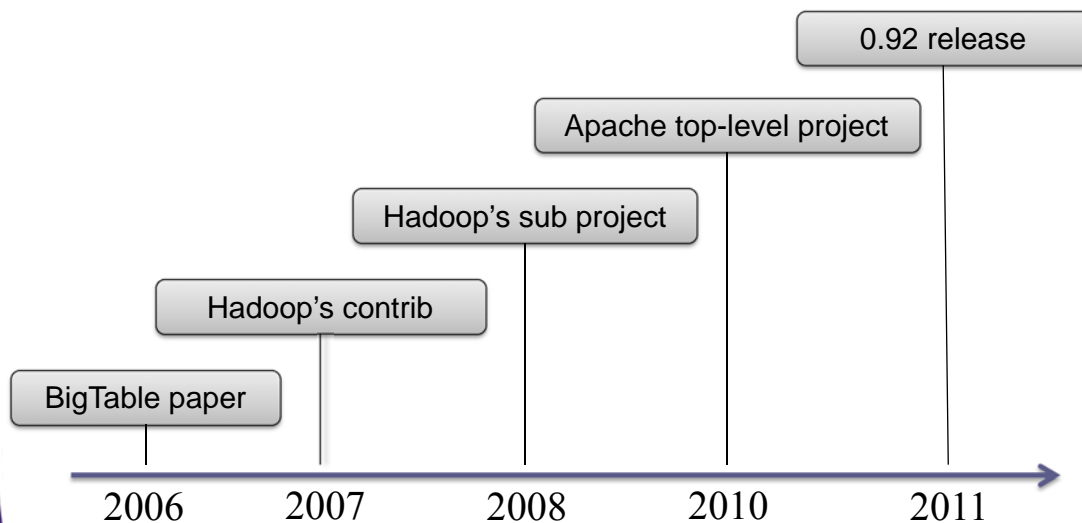 0.92 release
Apache top-level project
Hadoop’s sub project
Hadoop’s contrib
BigTable paper
2006 2007 2008 2010 2011